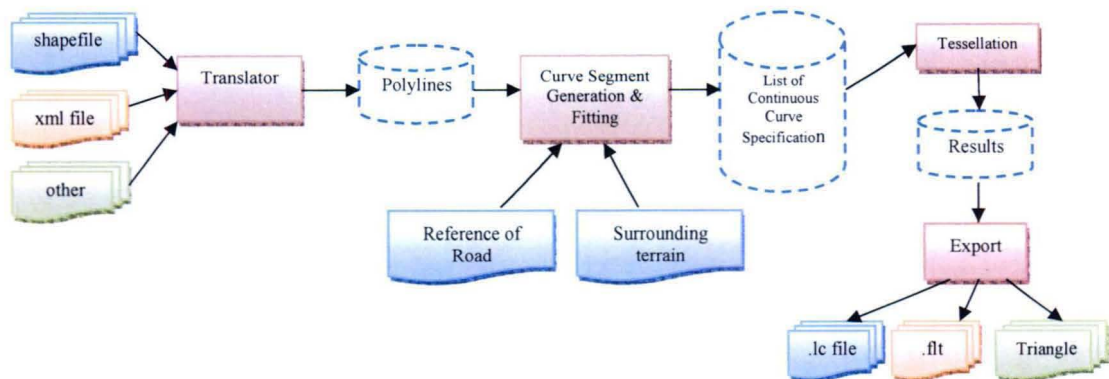 shapefile
xml file
other
Translator
Polylines
Curve Segment
Generation &
Fitting
Reference of
Road
Surrounding
terrain
List of
Continuous
Curve
Specification
Tessellation
Results
Export
.lc file
.flt
Triangle